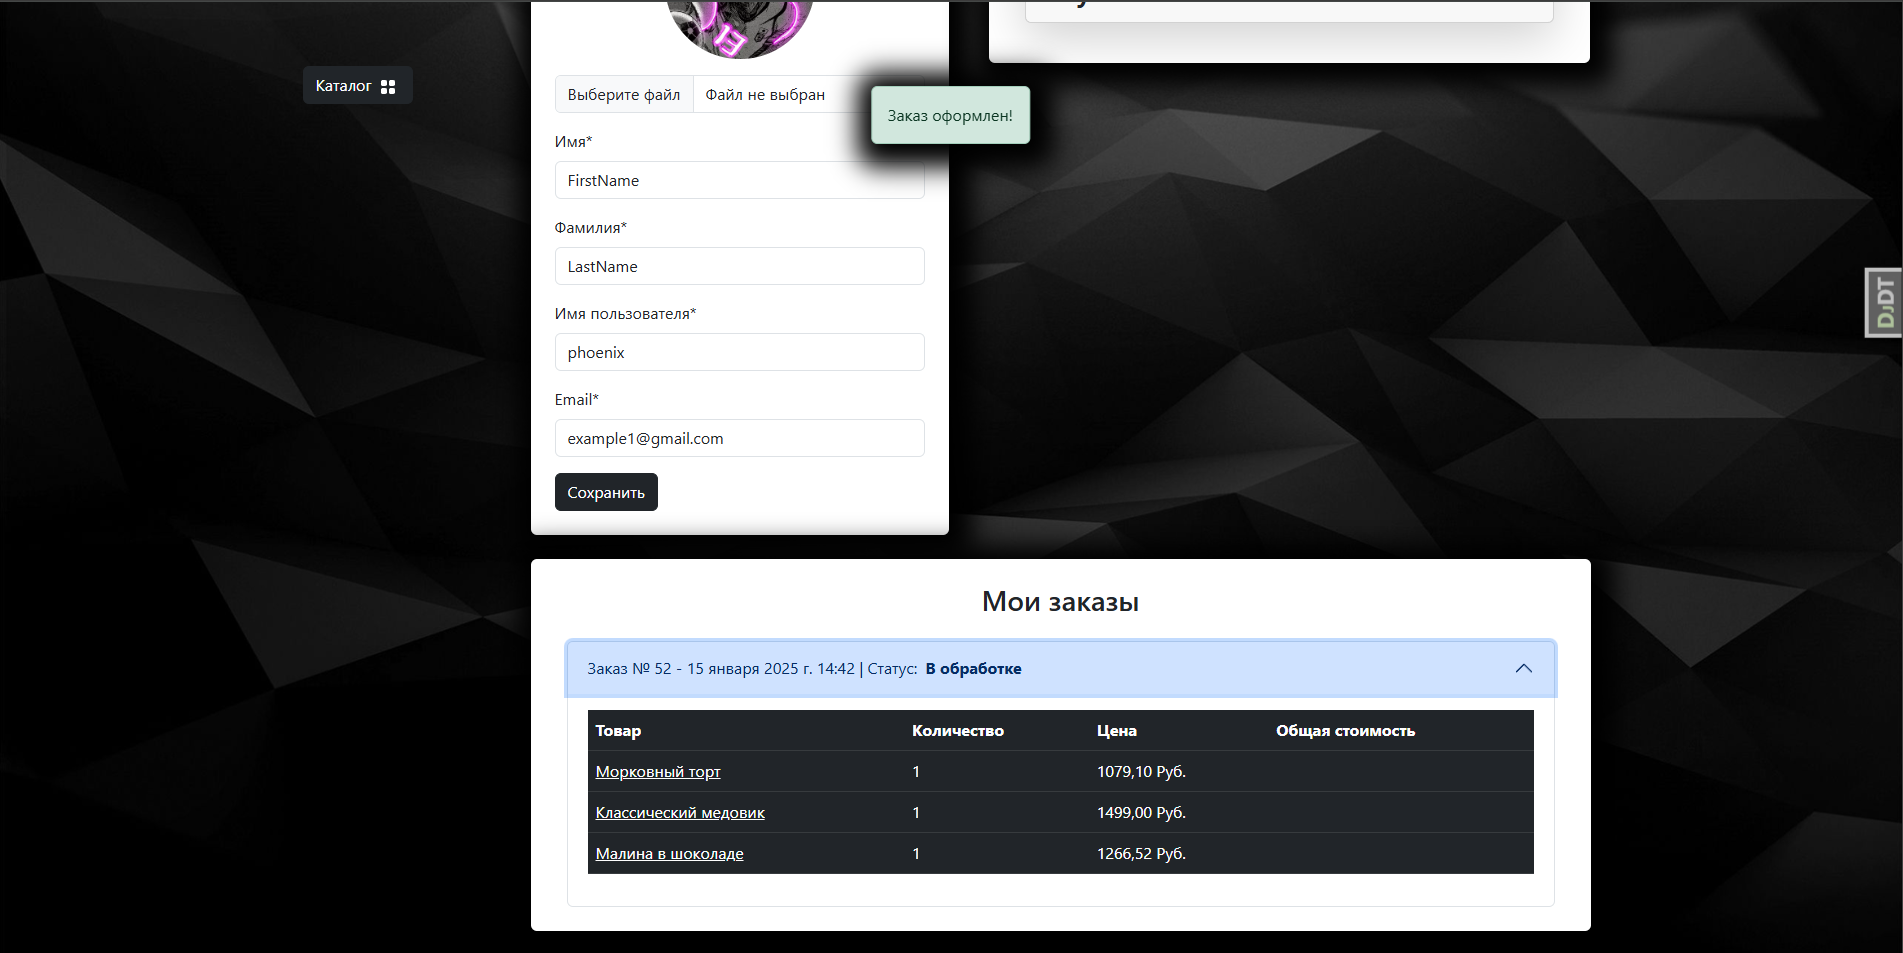 Каталог
Выберите файл Файл не выбран
Заказ оформлен!
Имя*
FirstName
Фамилия*
LastName
Имя пользователя*
phoenix
Email*
example1@gmail.com
Сохранить
DjDT
Мои заказы
Заказ № 52 - 15 января 2025 г. 14:42 | Статус: В обработке
Товар Количество Цена Общая стоимость
Морковный торт 1 1079,10 Руб.
Классический медовик 1 1499,00 Руб.
Малина в шоколаде 1 1266,52 Руб.